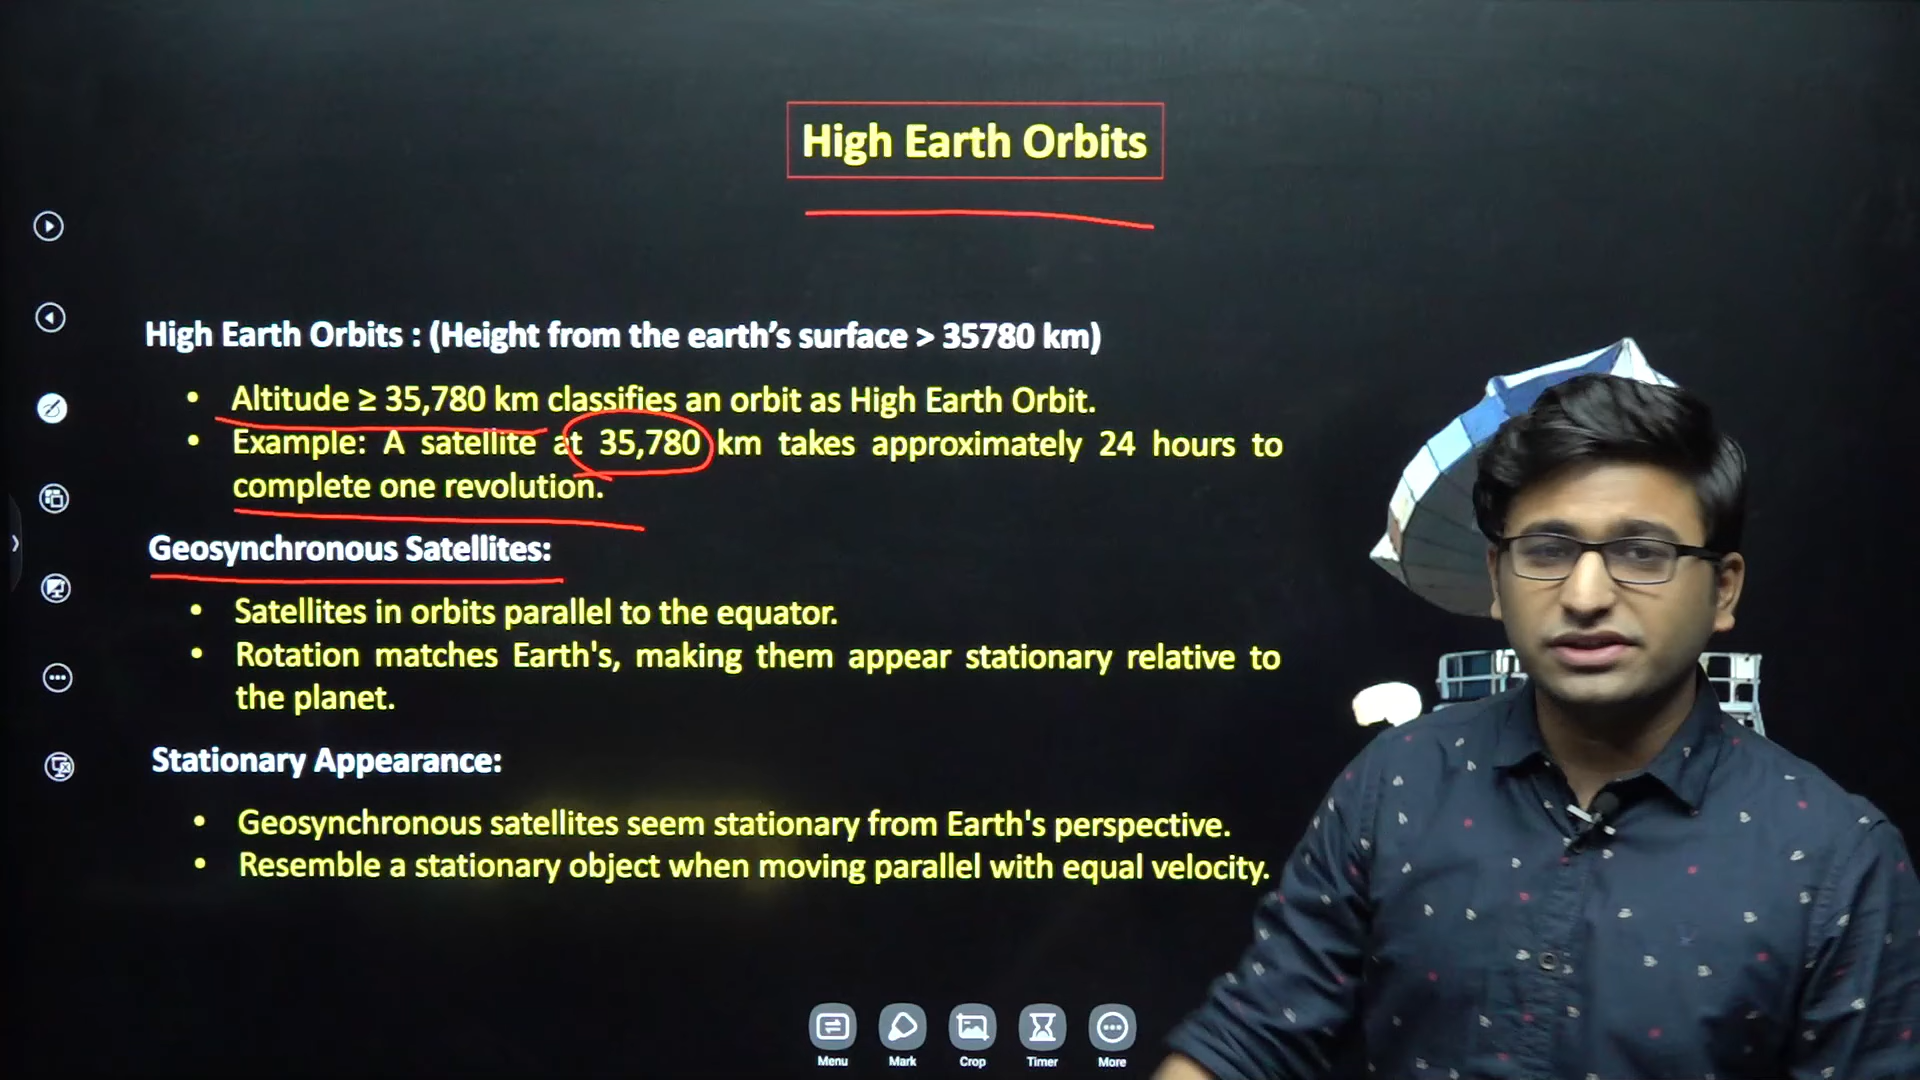 High Earth Orbits
High Earth Orbits : (Height from the earth’s surface > 35780 km)
• Altitude ≥ 35,780 km classifies an orbit as High Earth Orbit.
• Example: A satellite at 35,780 km takes approximately 24 hours to
complete one revolution.
Geosynchronous Satellites:
• Satellites in orbits parallel to the equator.
• Rotation matches Earth's, making them appear stationary relative to
the planet.
Stationary Appearance:
• Geosynchronous satellites seem stationary from Earth's perspective.
• Resemble a stationary object when moving parallel with equal velocity.
Menu Mark Crop Timer More